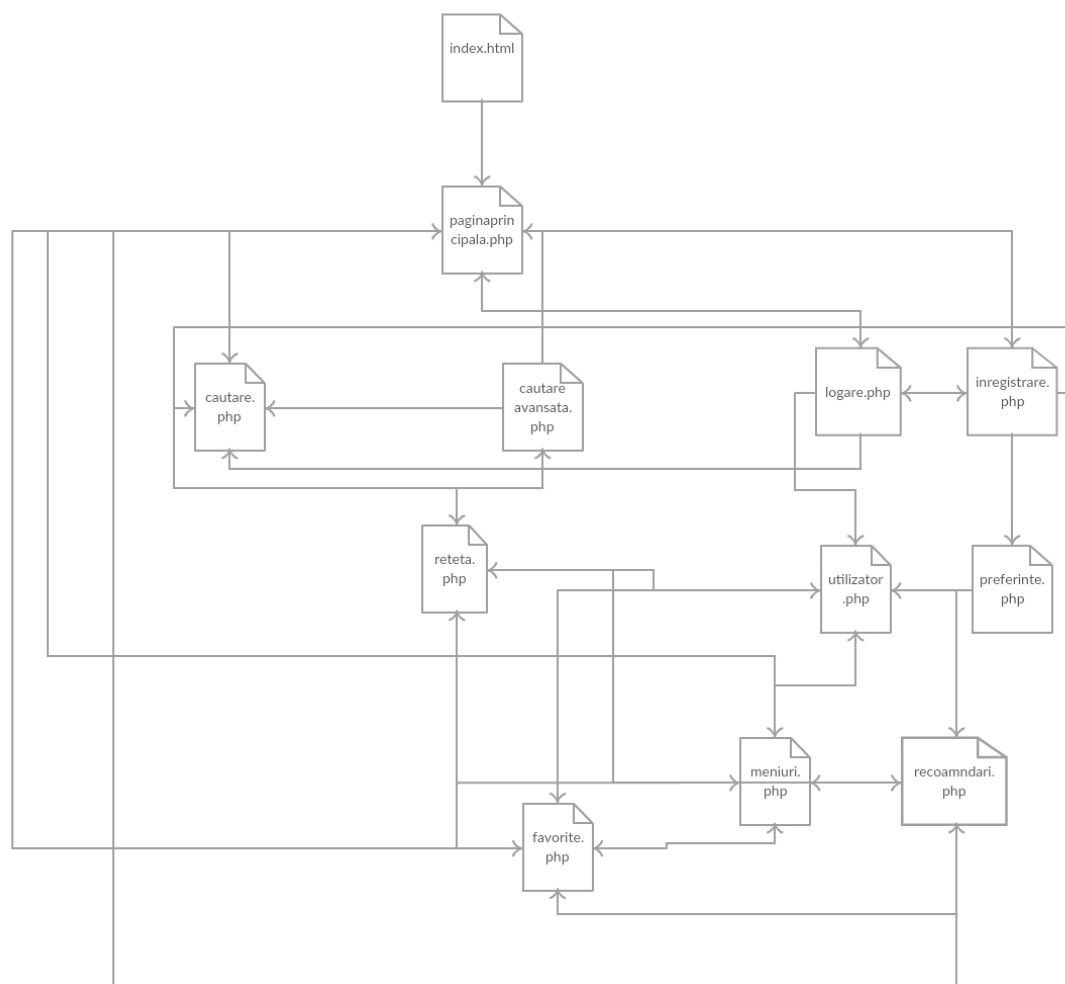 index.html
paginaprin
cipala.php
cautare.
php
cautare
avansata.
php
logare.php
inregistrare.
php
reteta.
php
utilizator
.php
preferinte.
php
meniuri.
php
recoamndari.
php
favorite.
php